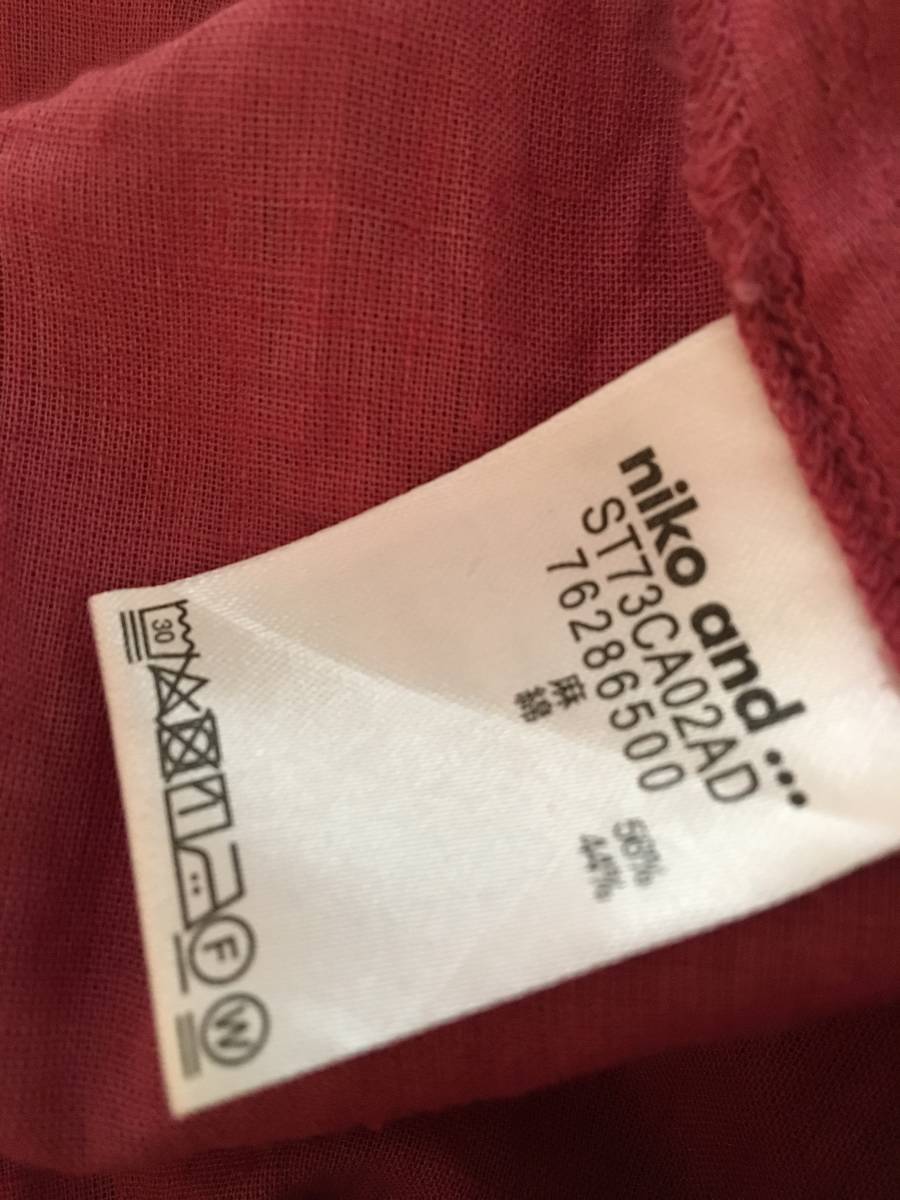 niko and ...
ST73CA02AD
76286500
麻 56%
綿 44%
30
F W